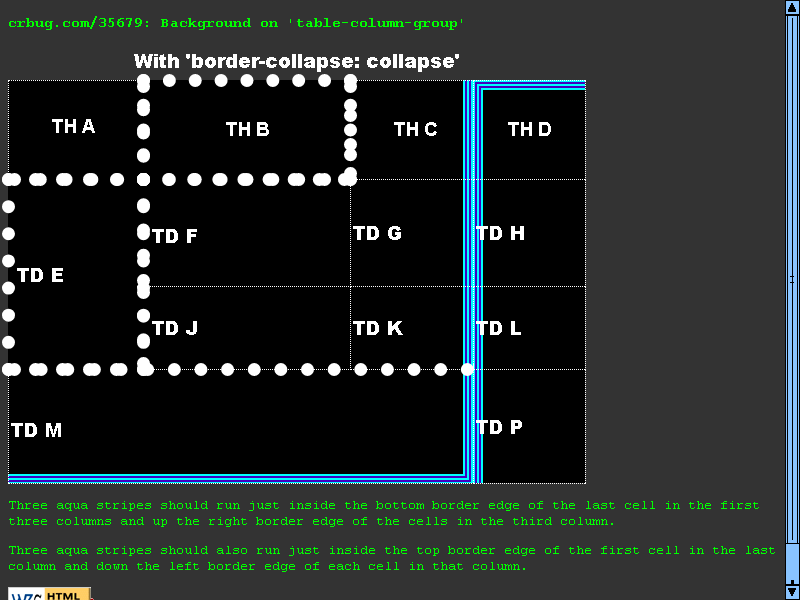 crbug.com/35679: Background on 'table-column-group'
With 'border-collapse: collapse'
TH A TH B TH C TH D
TD E TD F TD G TD H
TD J TD K TD L
TD M TD P
Three aqua stripes should run just inside the bottom border edge of the last cell in the first
three columns and up the right border edge of the cells in the third column.
Three aqua stripes should also run just inside the top border edge of the first cell in the last
column and down the left border edge of each cell in that column.
W3C HTML